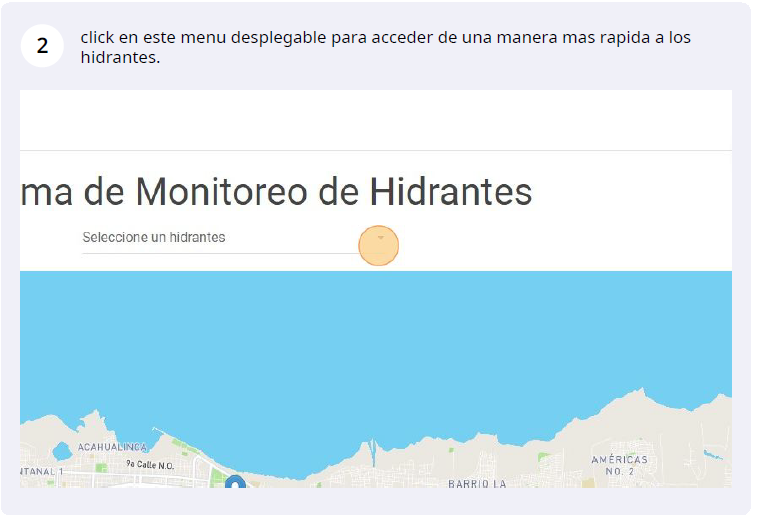 2
click en este menu desplegable para acceder de una manera mas rapida a los
hidrantes.
ma de Monitoreo de Hidrantes
Seleccione un hidrantes
ACAHUALINCA
9a Calle N.O.
NTANAL 1
AMÉRICAS
NO. 2
BARRIO LA